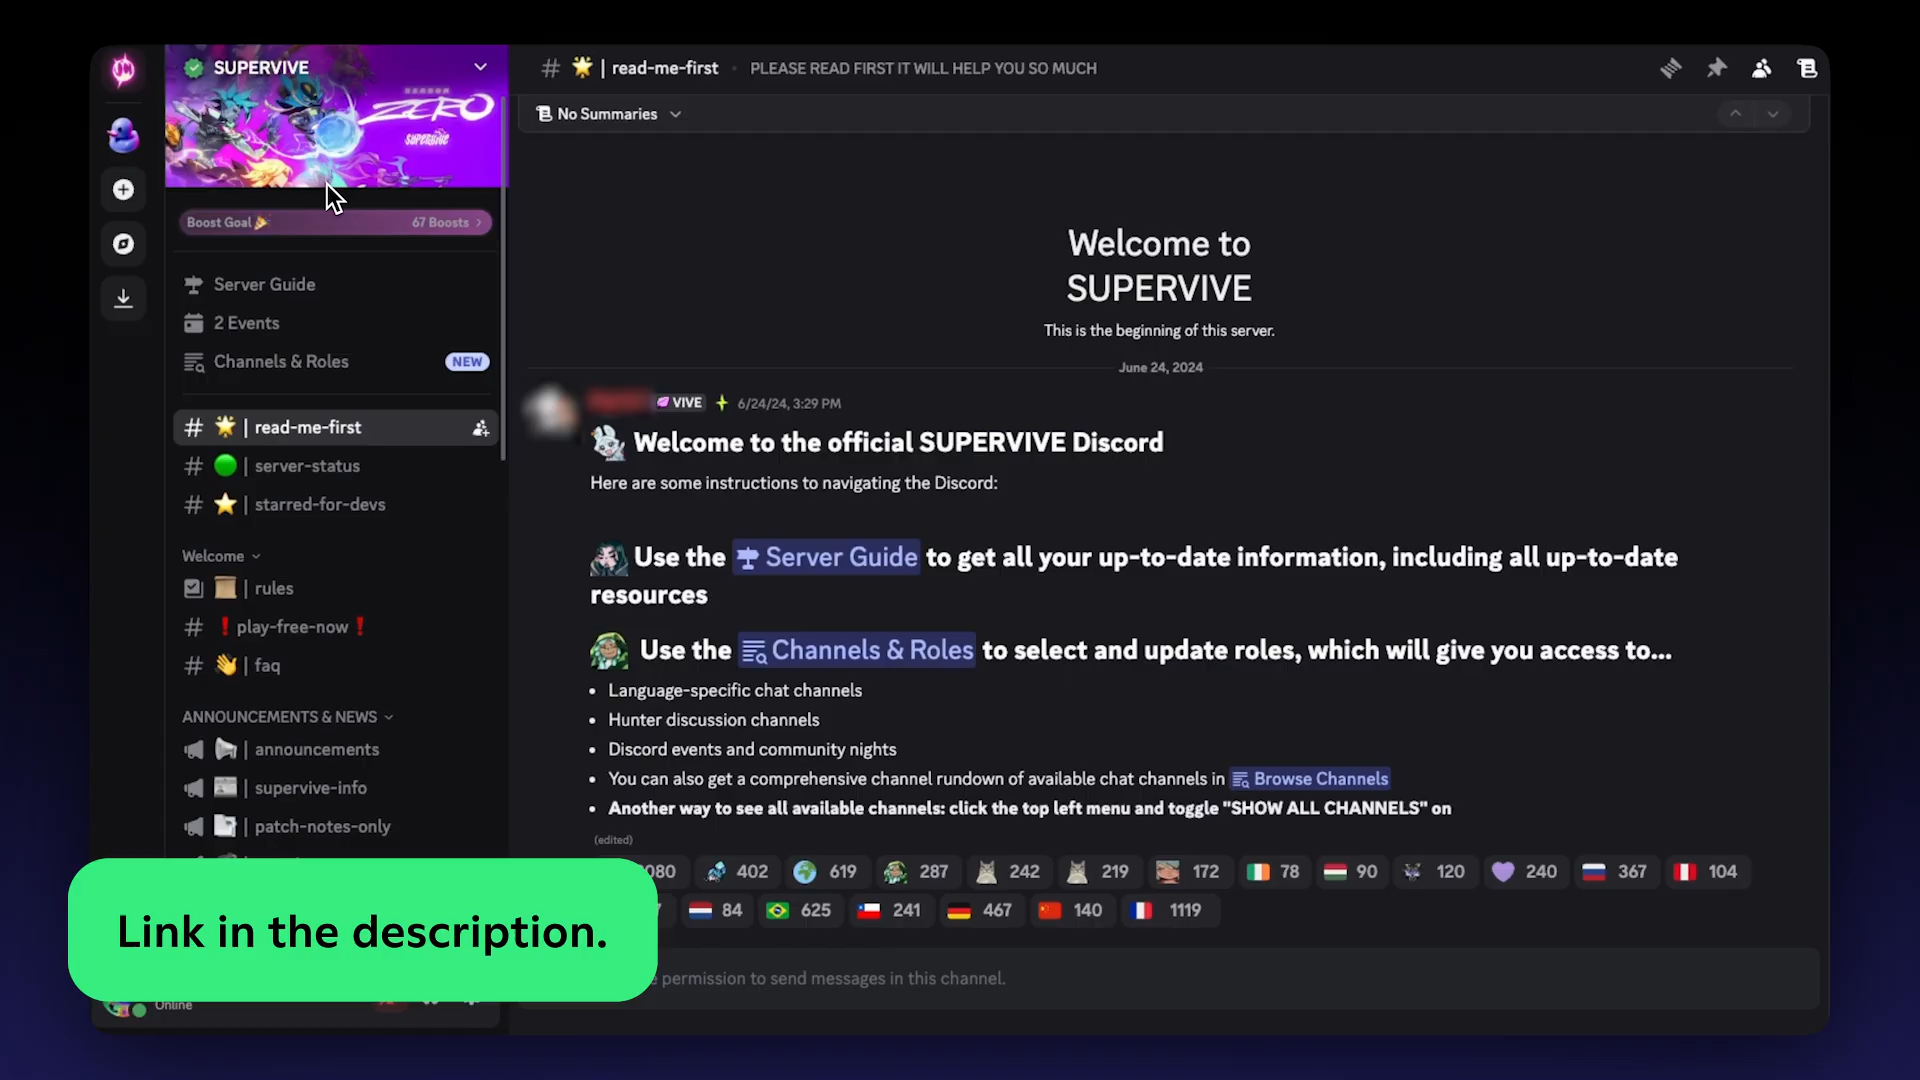 SUPERVIVE
SEASON
ZERO
SUPERVIVE
Boost Goal
67 Boosts
Server Guide
2 Events
Channels & Roles
NEW
| read-me-first
| server-status
| starred-for-devs
Welcome
| rules
play-free-now
| faq
ANNOUNCEMENTS & NEWS
| announcements
| supervive-info
| patch-notes-only
Online
Link in the description.
| read-me-first • PLEASE READ FIRST IT WILL HELP YOU SO MUCH
No Summaries
Welcome to
SUPERVIVE
This is the beginning of this server.
June 24, 2024
VIVE 6/24/24, 3:29 PM
Welcome to the official SUPERVIVE Discord
Here are some instructions to navigating the Discord:
Use the Server Guide to get all your up-to-date information, including all up-to-date
resources
Use the Channels & Roles to select and update roles, which will give you access to...
• Language-specific chat channels
• Hunter discussion channels
• Discord events and community nights
• You can also get a comprehensive channel rundown of available chat channels in Browse Channels
• Another way to see all available channels: click the top left menu and toggle "SHOW ALL CHANNELS" on
(edited)
402 619 287 242 219 172 78 90 120 240 367 104
84 625 241 467 140 1119
permission to send messages in this channel.